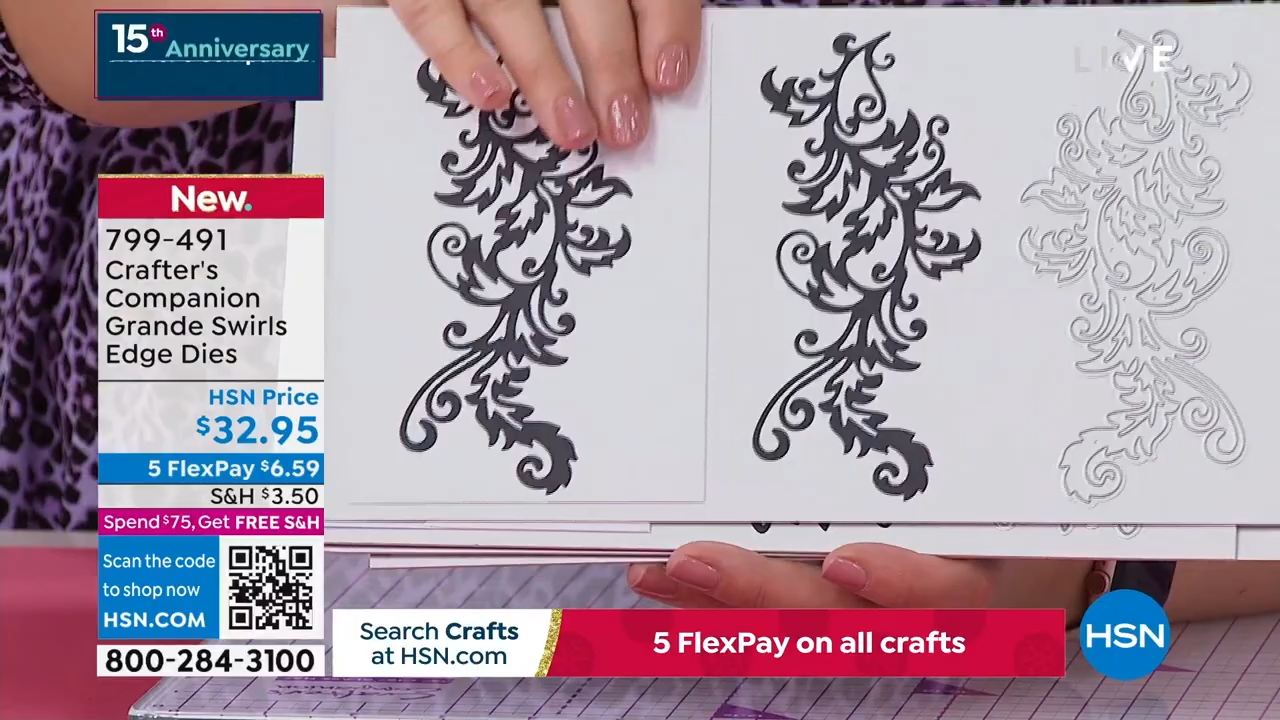 15th Anniversary
LIVE
New.
799-491
Crafter's
Companion
Grande Swirls
Edge Dies
HSN Price
$32.95
5 FlexPay $6.59
S&H $3.50
Spend $75, Get FREE S&H
Scan the code
to shop now
HSN.COM
800-284-3100
Search Crafts
at HSN.com
5 FlexPay on all crafts
HSN